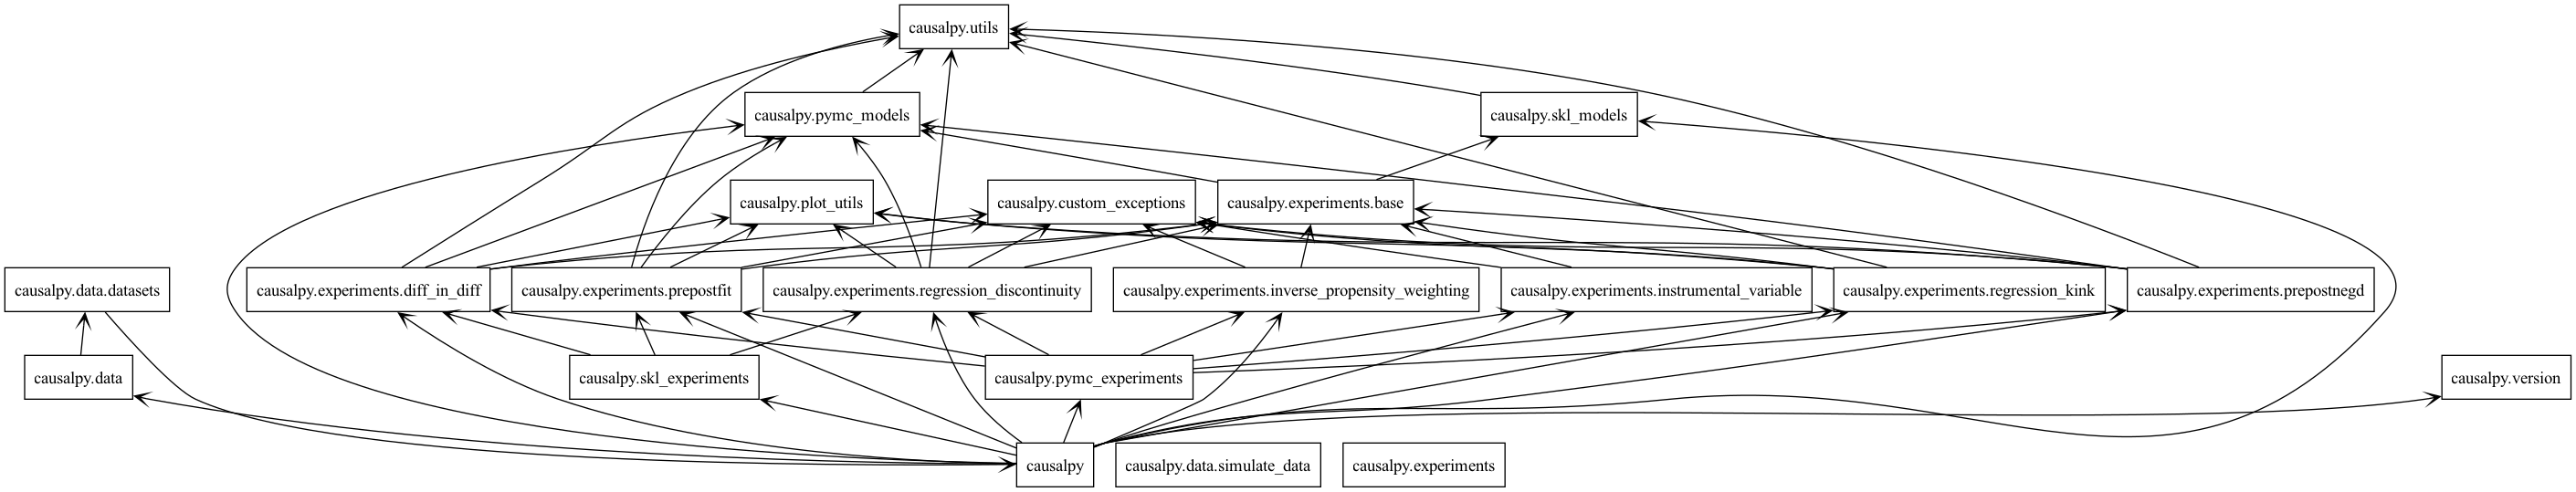 causalpy.utils
causalpy.pymc_models
causalpy.skl_models
causalpy.plot_utils
causalpy.custom_exceptions
causalpy.experiments.base
causalpy.data.datasets
causalpy.experiments.diff_in_diff
causalpy.experiments.prepostfit
causalpy.experiments.regression_discontinuity
causalpy.experiments.inverse_propensity_weighting
causalpy.experiments.instrumental_variable
causalpy.experiments.regression_kink
causalpy.experiments.prepostnegd
causalpy.data
causalpy.skl_experiments
causalpy.pymc_experiments
causalpy.version
causalpy
causalpy.data.simulate_data
causalpy.experiments